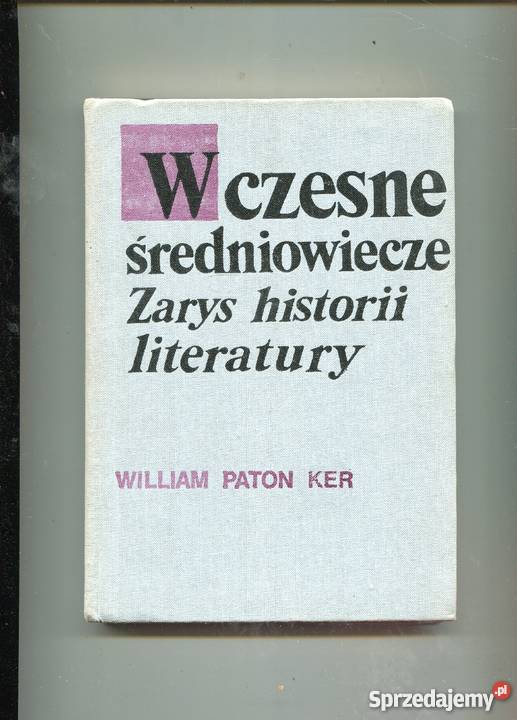 Wczesne
średniowiecze
Zarys historii
literatury
WILLIAM PATON KER
Sprzedajemy.pl